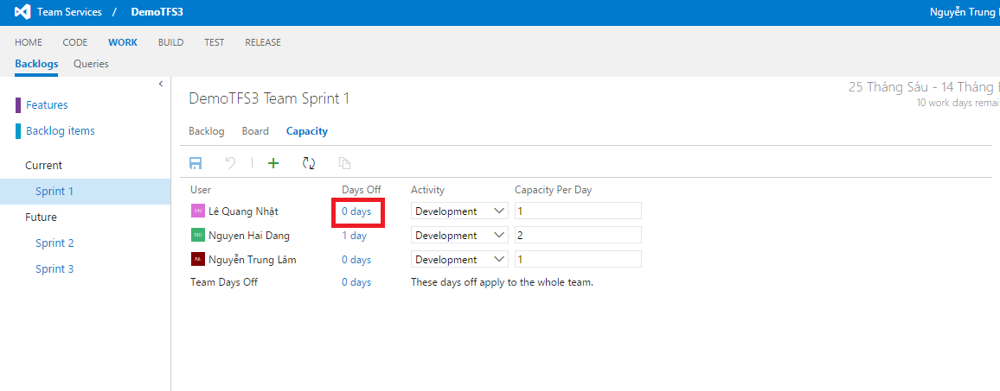 Team Services / DemoTFS3 Nguyễn Trung
HOME CODE WORK BUILD TEST RELEASE
Backlogs Queries
Features
Backlog items
Current
Sprint 1
Future
Sprint 2
Sprint 3
DemoTFS3 Team Sprint 1
25 Tháng Sáu - 14 Tháng
10 work days remai
Backlog Board Capacity
User Days Off Activity Capacity Per Day
LN Lê Quang Nhật 0 days Development 1
ND Nguyen Hai Dang 1 day Development 2
NL Nguyễn Trung Lâm 0 days Development 1
Team Days Off 0 days These days off apply to the whole team.